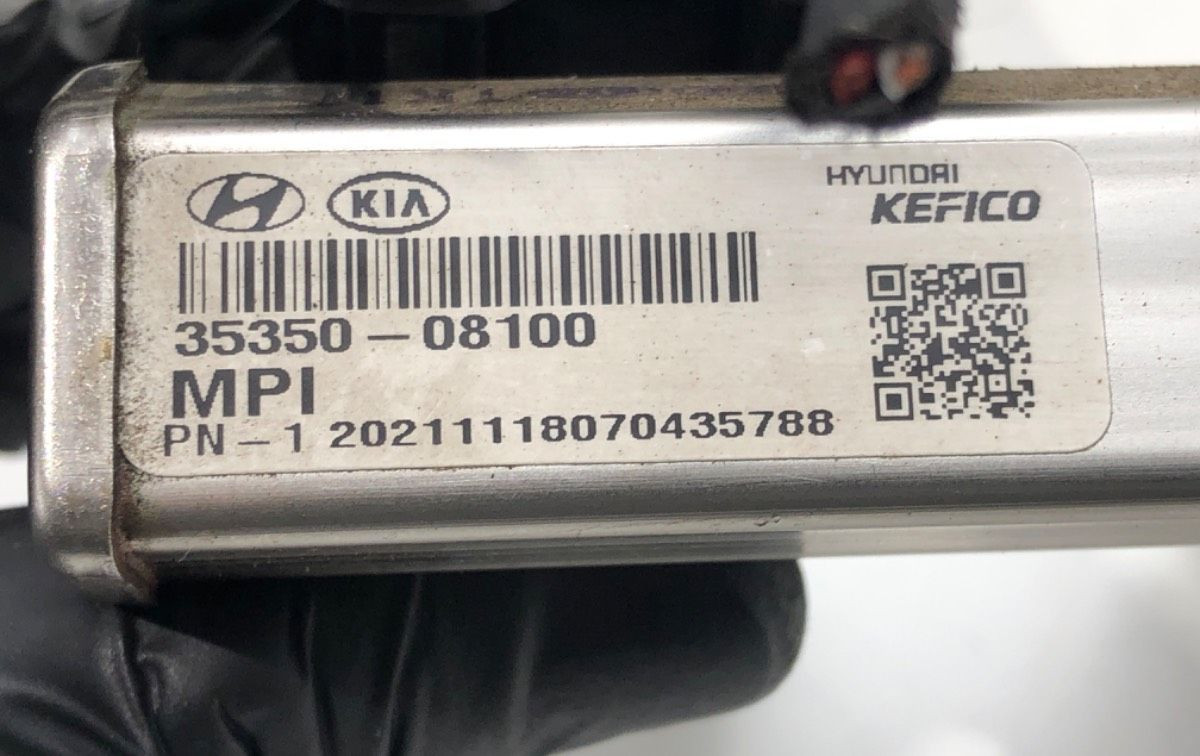 KIA
HYUNDAI
KEFICO
35350-08100
MPI
PN-1 20211118070435788